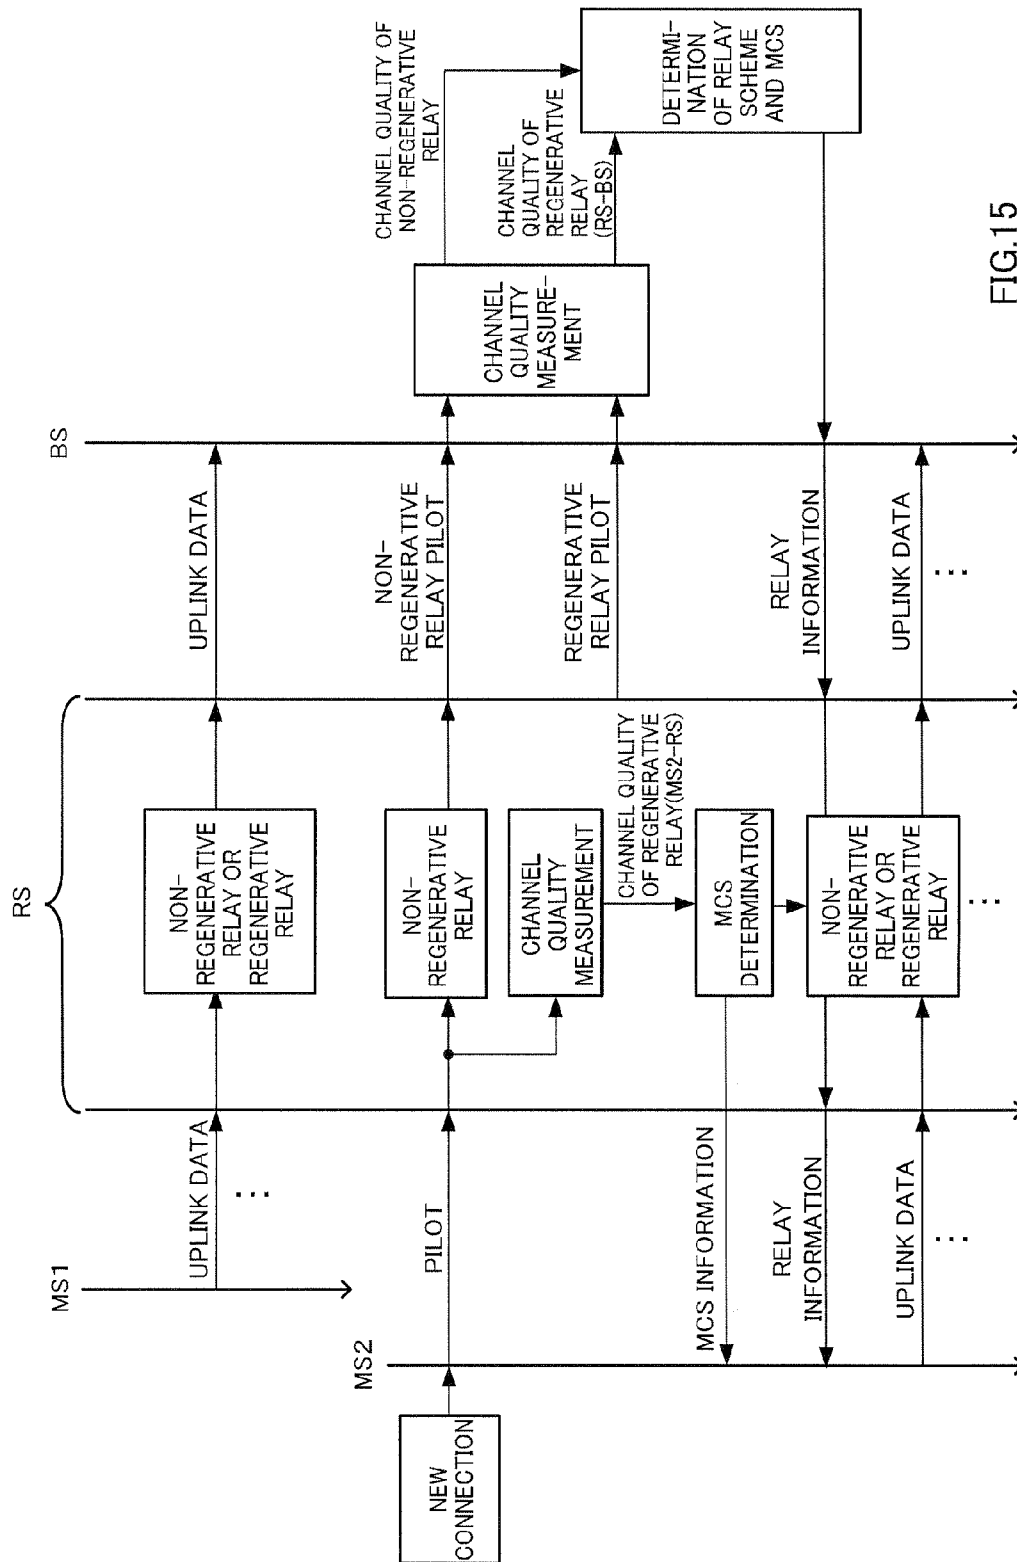 RS
BS
MS1
MS2
UPLINK DATA
...
NON-
REGENERATIVE
RELAY OR
REGENERATIVE
RELAY
UPLINK DATA
NEW
CONNECTION
PILOT
NON-
REGENERATIVE
RELAY
NON-
REGENERATIVE
RELAY PILOT
CHANNEL
QUALITY
MEASUREMENT
REGENERATIVE
RELAY PILOT
CHANNEL
QUALITY
MEASURE-
MENT
CHANNEL QUALITY OF
NON-REGENERATIVE
RELAY
CHANNEL
QUALITY OF
REGENERATIVE
RELAY
(RS-BS)
DETERMI-
NATION
OF RELAY
SCHEME
AND MCS
CHANNEL QUALITY
OF REGENERATIVE
RELAY(MS2-RS)
MCS
DETERMINATION
MCS INFORMATION
RELAY
INFORMATION
NON-
REGENERATIVE
RELAY OR
REGENERATIVE
RELAY
RELAY
INFORMATION
UPLINK DATA
...
...
UPLINK DATA
...
FIG.15